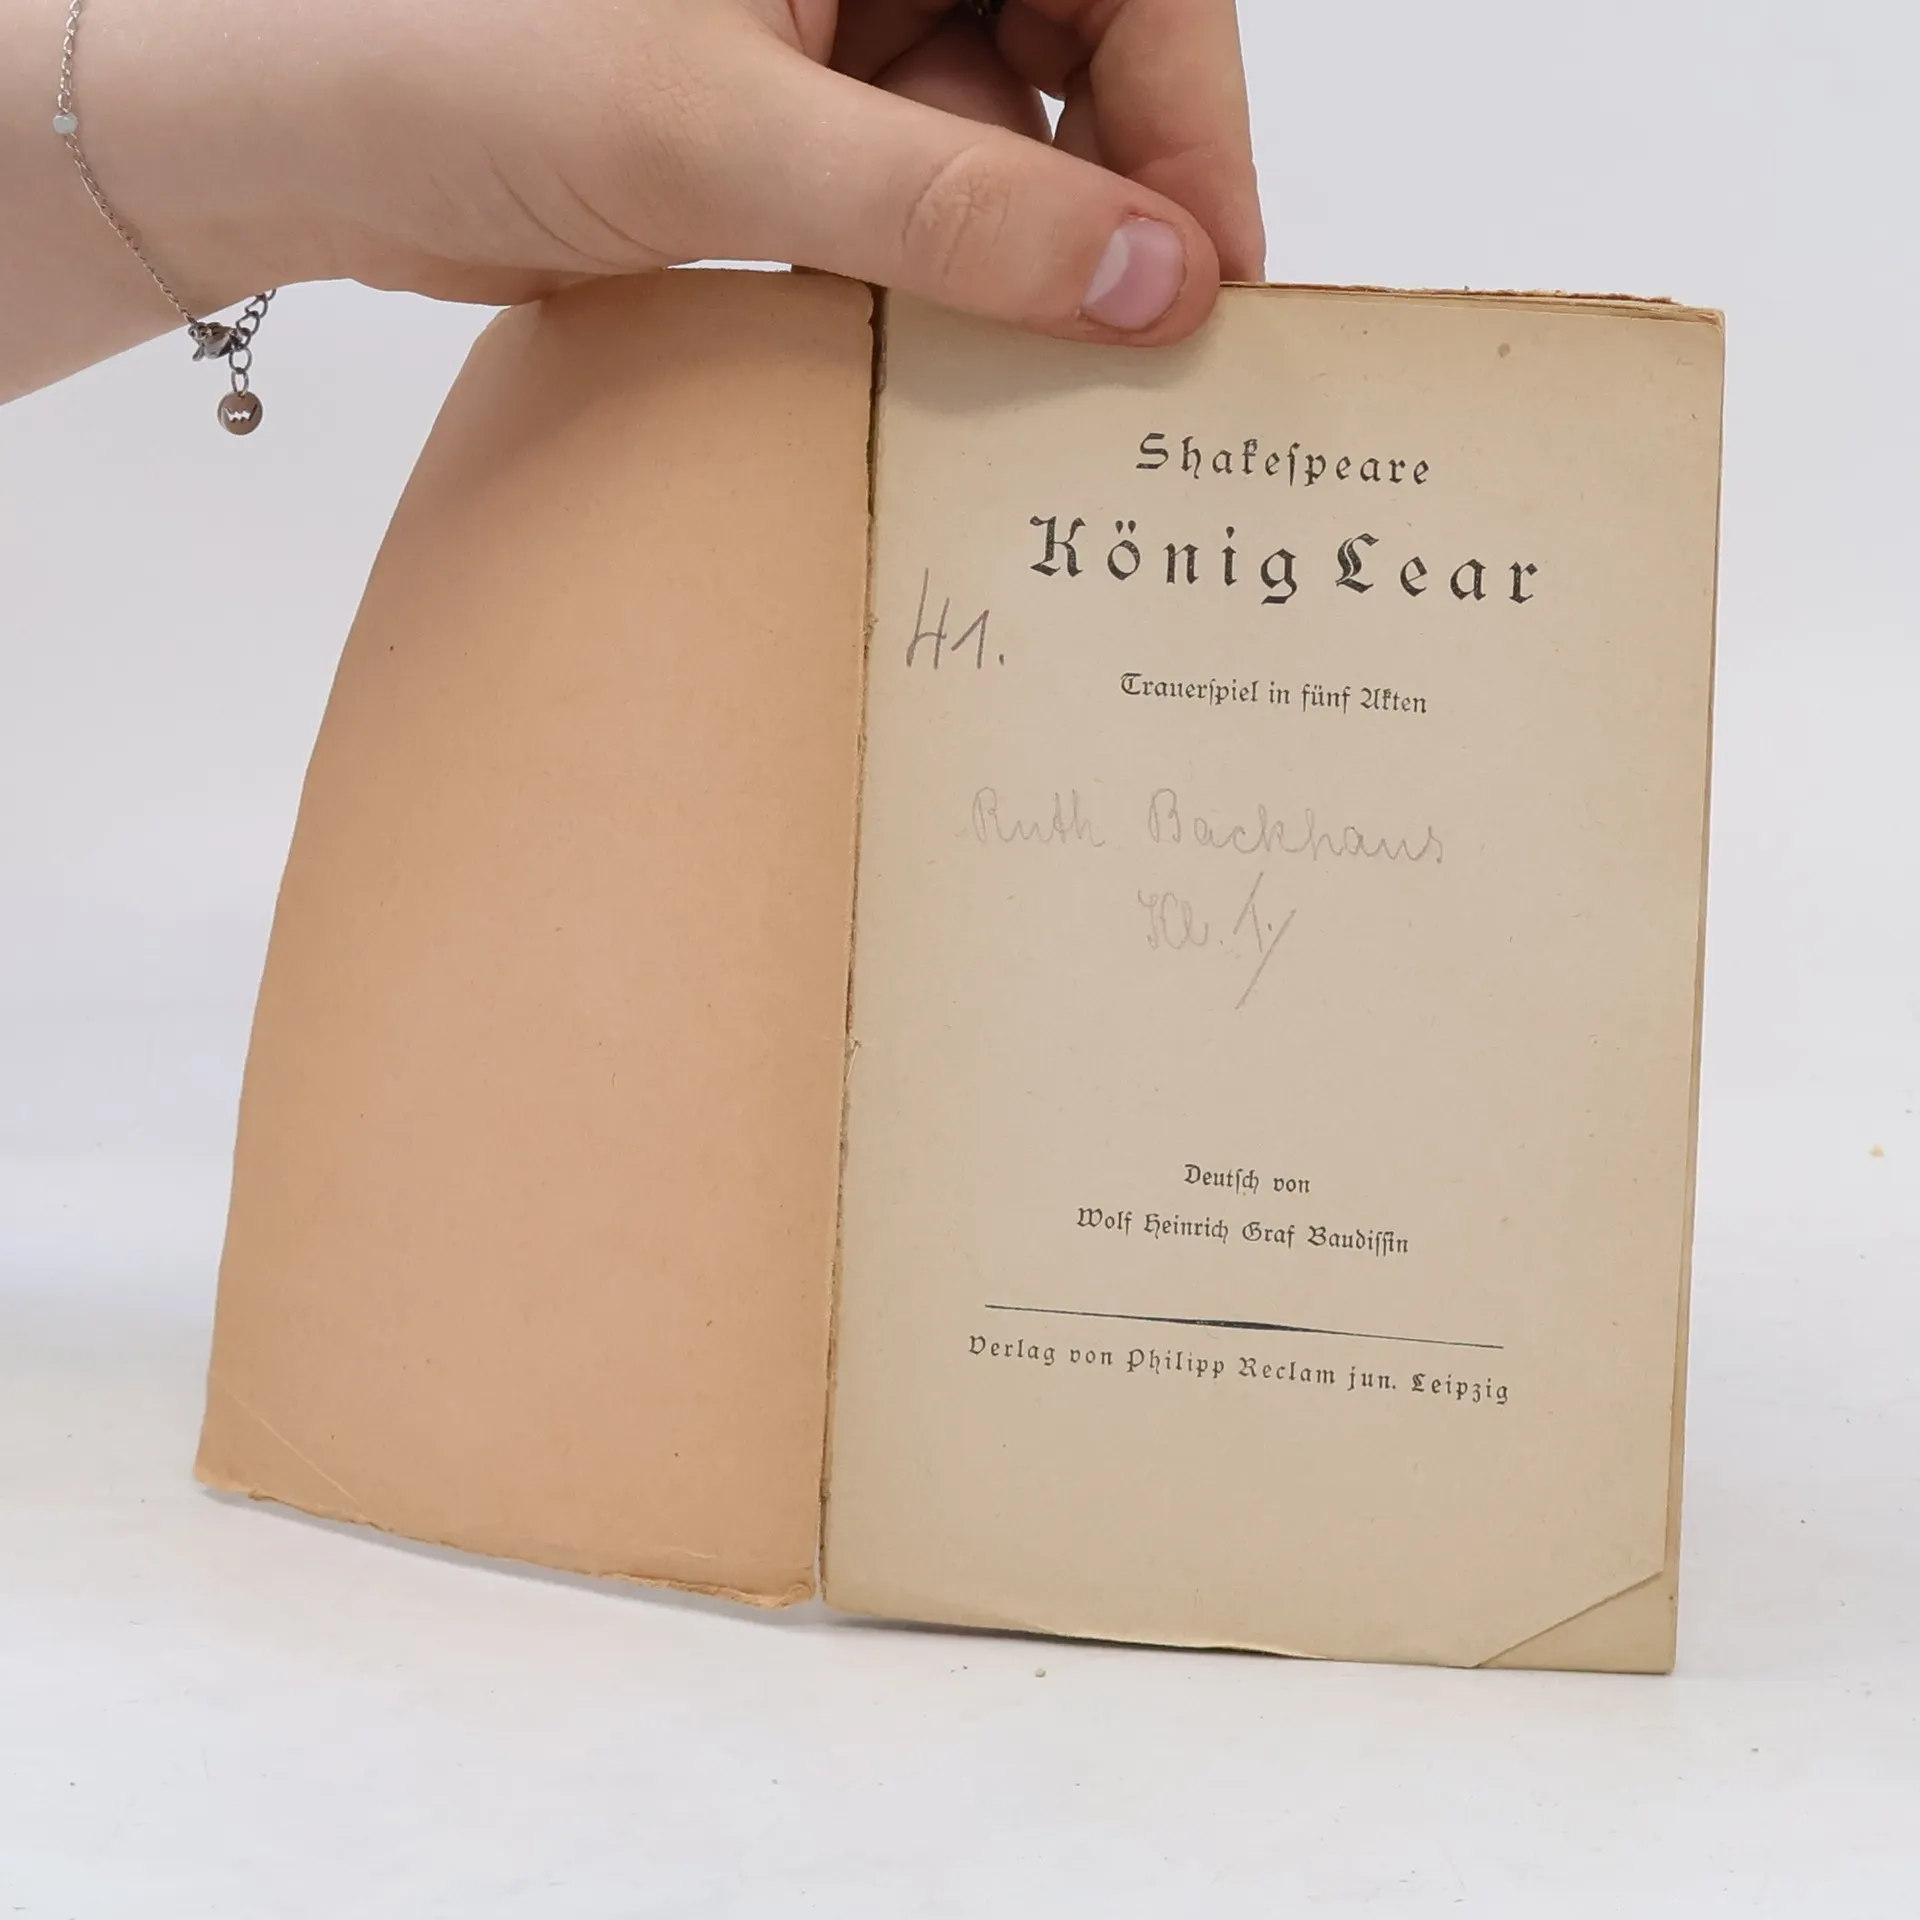 Shakeſpeare
König Lear
41.
Trauerſpiel in fünf Akten
Ruth Backhaus
Kl. 1.
Deutſch von
Wolf Heinrich Graf Baudiſſin
Verlag von Philipp Reclam jun. Leipzig